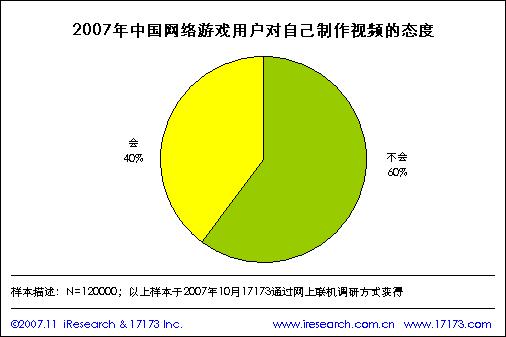 2007年中国网络游戏用户对自己制作视频的态度
会
40%
不会
60%
样本描述：N=120000；以上样本于2007年10月17173通过网上联机调研方式获得
©2007.11 iResearch & 17173 Inc. www.iresearch.com.cn www.17173.com